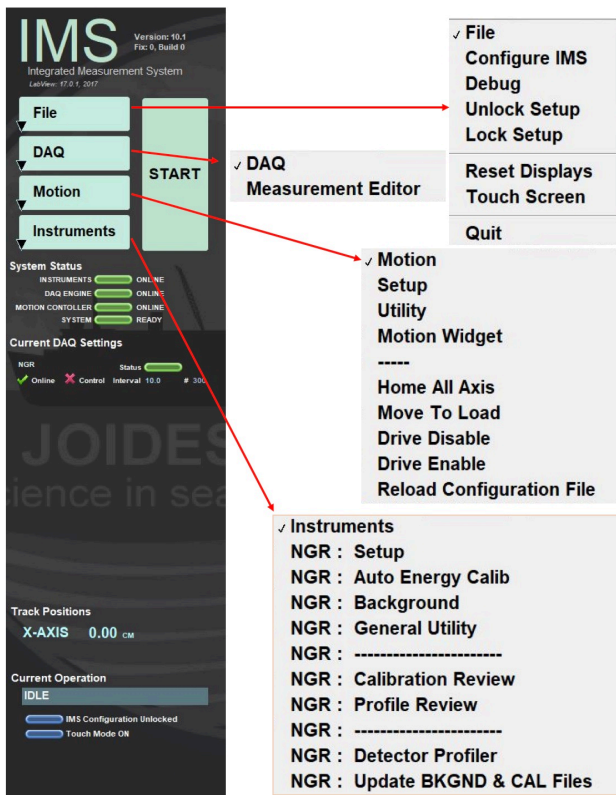 IMS
Version: 10.1
Fix: 0, Build 0
Integrated Measurement System
LabView: 17.0.1, 2017
File
DAQ
Motion
Instruments
START
System Status
INSTRUMENTS ONLINE
DAQ ENGINE ONLINE
MOTION CONTOLLER ONLINE
SYSTEM READY
Current DAQ Settings
NGR Status
Online Control Interval 10.0 # 300
JOIDES
cience in sea
Track Positions
X-AXIS 0.00 CM
Current Operation
IDLE
IMS Configuration Unlocked
Touch Mode ON
✓ File
Configure IMS
Debug
Unlock Setup
Lock Setup
Reset Displays
Touch Screen
Quit
✓ DAQ
Measurement Editor
✓ Motion
Setup
Utility
Motion Widget
-----
Home All Axis
Move To Load
Drive Disable
Drive Enable
Reload Configuration File
✓ Instruments
NGR : Setup
NGR : Auto Energy Calib
NGR : Background
NGR : General Utility
NGR : -----------------------
NGR : Calibration Review
NGR : Profile Review
NGR : -----------------------
NGR : Detector Profiler
NGR : Update BKGND & CAL Files